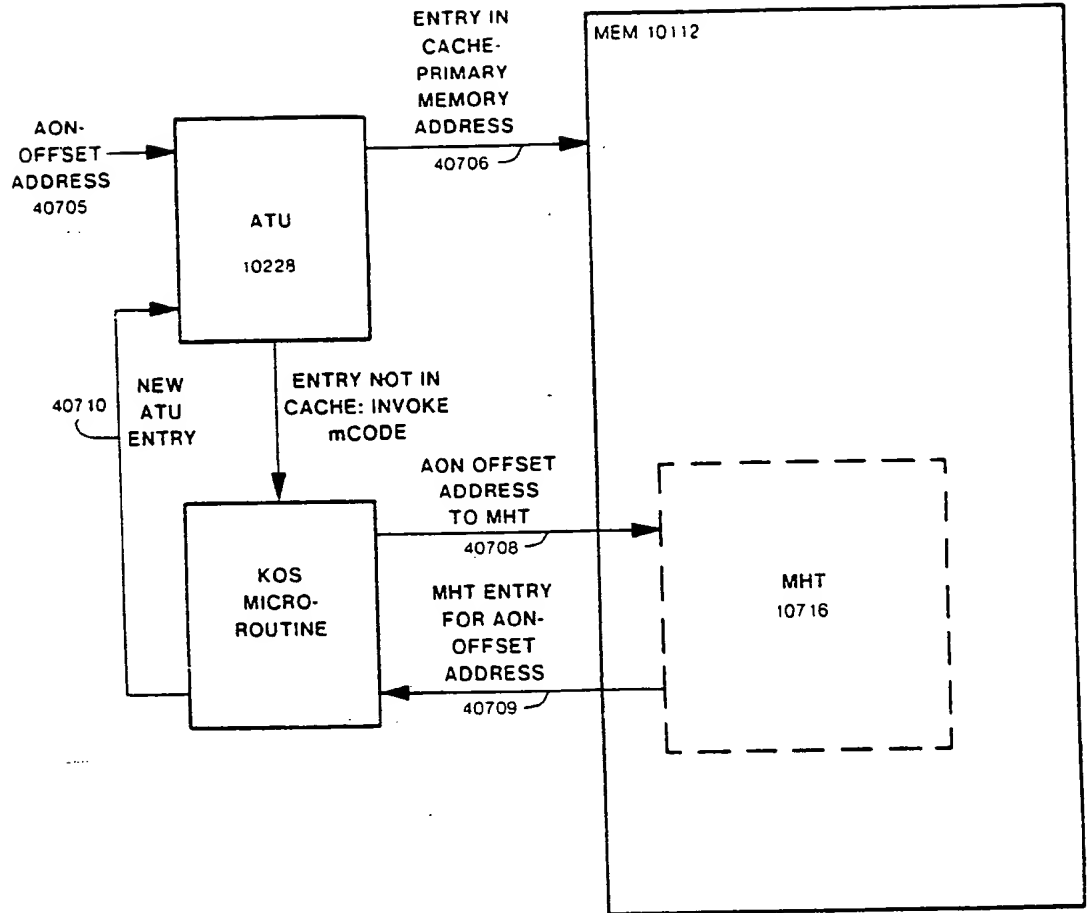 ENTRY IN
CACHE-
PRIMARY
MEMORY
ADDRESS
40706
MEM 10112
AON-
OFFSET
ADDRESS
40705
ATU
10228
40710
NEW
ATU
ENTRY
ENTRY NOT IN
CACHE: INVOKE
mCODE
AON OFFSET
ADDRESS
TO MHT
40708
KOS
MICRO-
ROUTINE
MHT ENTRY
FOR AON-
OFFSET
ADDRESS
40709
MHT
10716